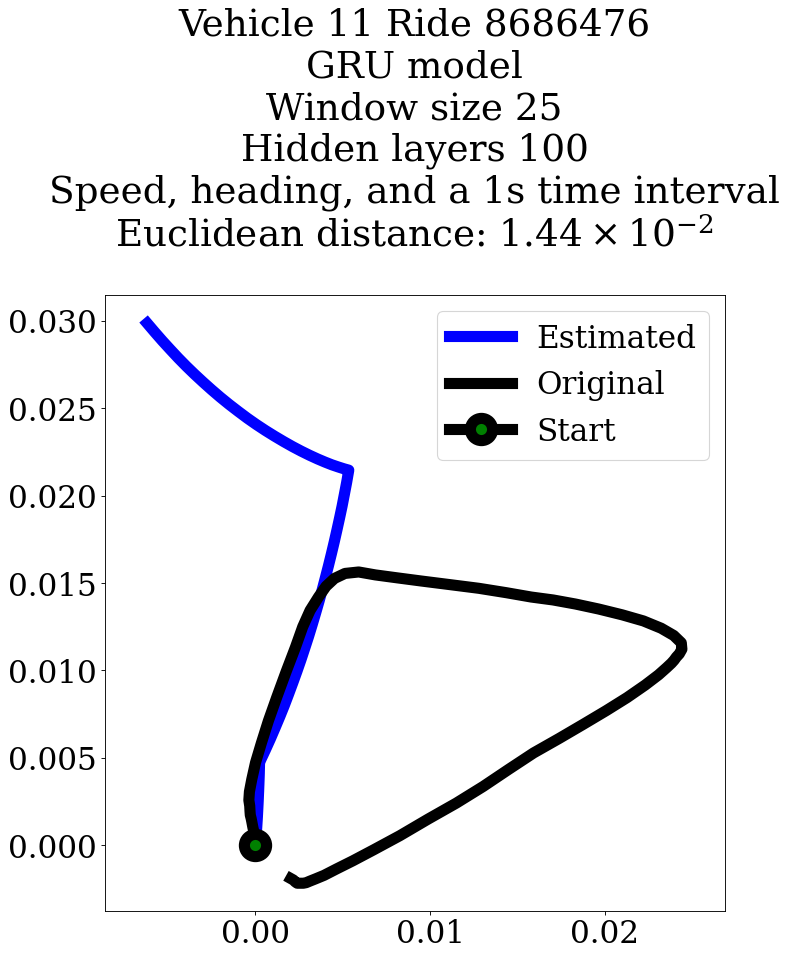 Vehicle 11 Ride 8686476
GRU model
Window size 25
Hidden layers 100
Speed, heading, and a 1s time interval
Euclidean distance: 1.44 × 10⁻²
Estimated
Original
Start
0.030
0.025
0.020
0.015
0.010
0.005
0.000
0.00 0.01 0.02